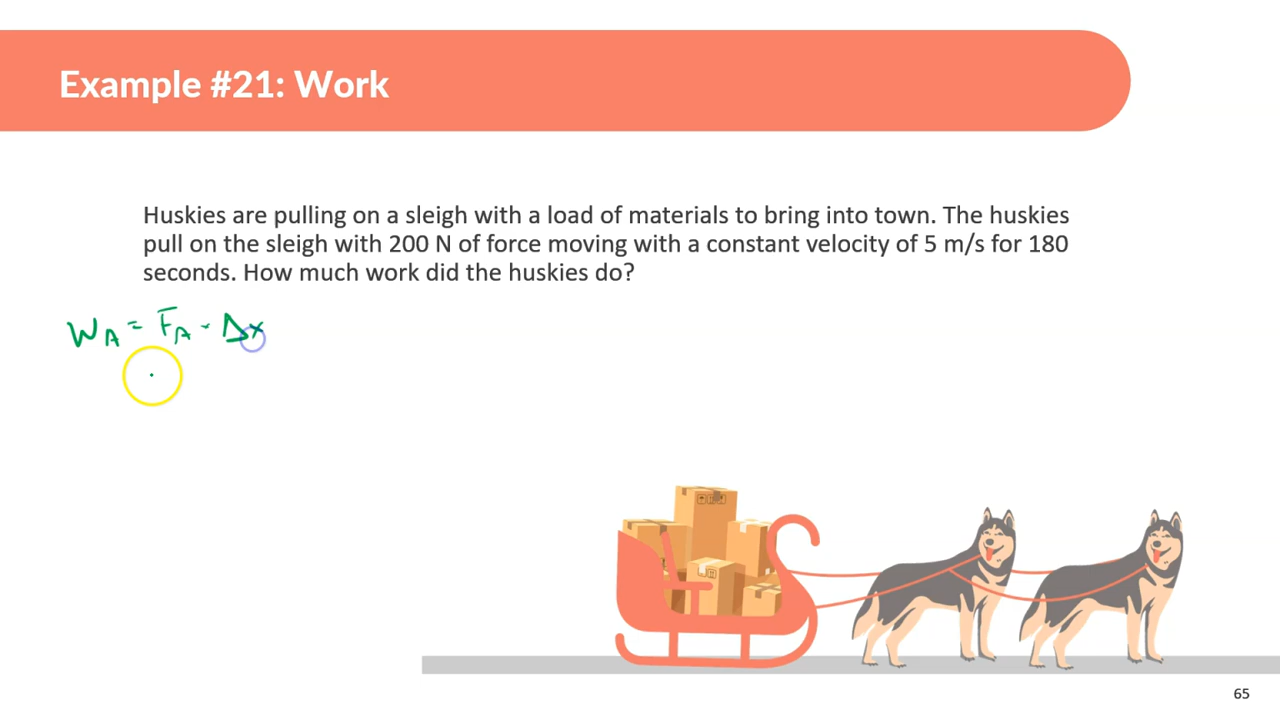 Example #21: Work
Huskies are pulling on a sleigh with a load of materials to bring into town. The huskies
pull on the sleigh with 200 N of force moving with a constant velocity of 5 m/s for 180
seconds. How much work did the huskies do?
W_A = F_A · Δx
65